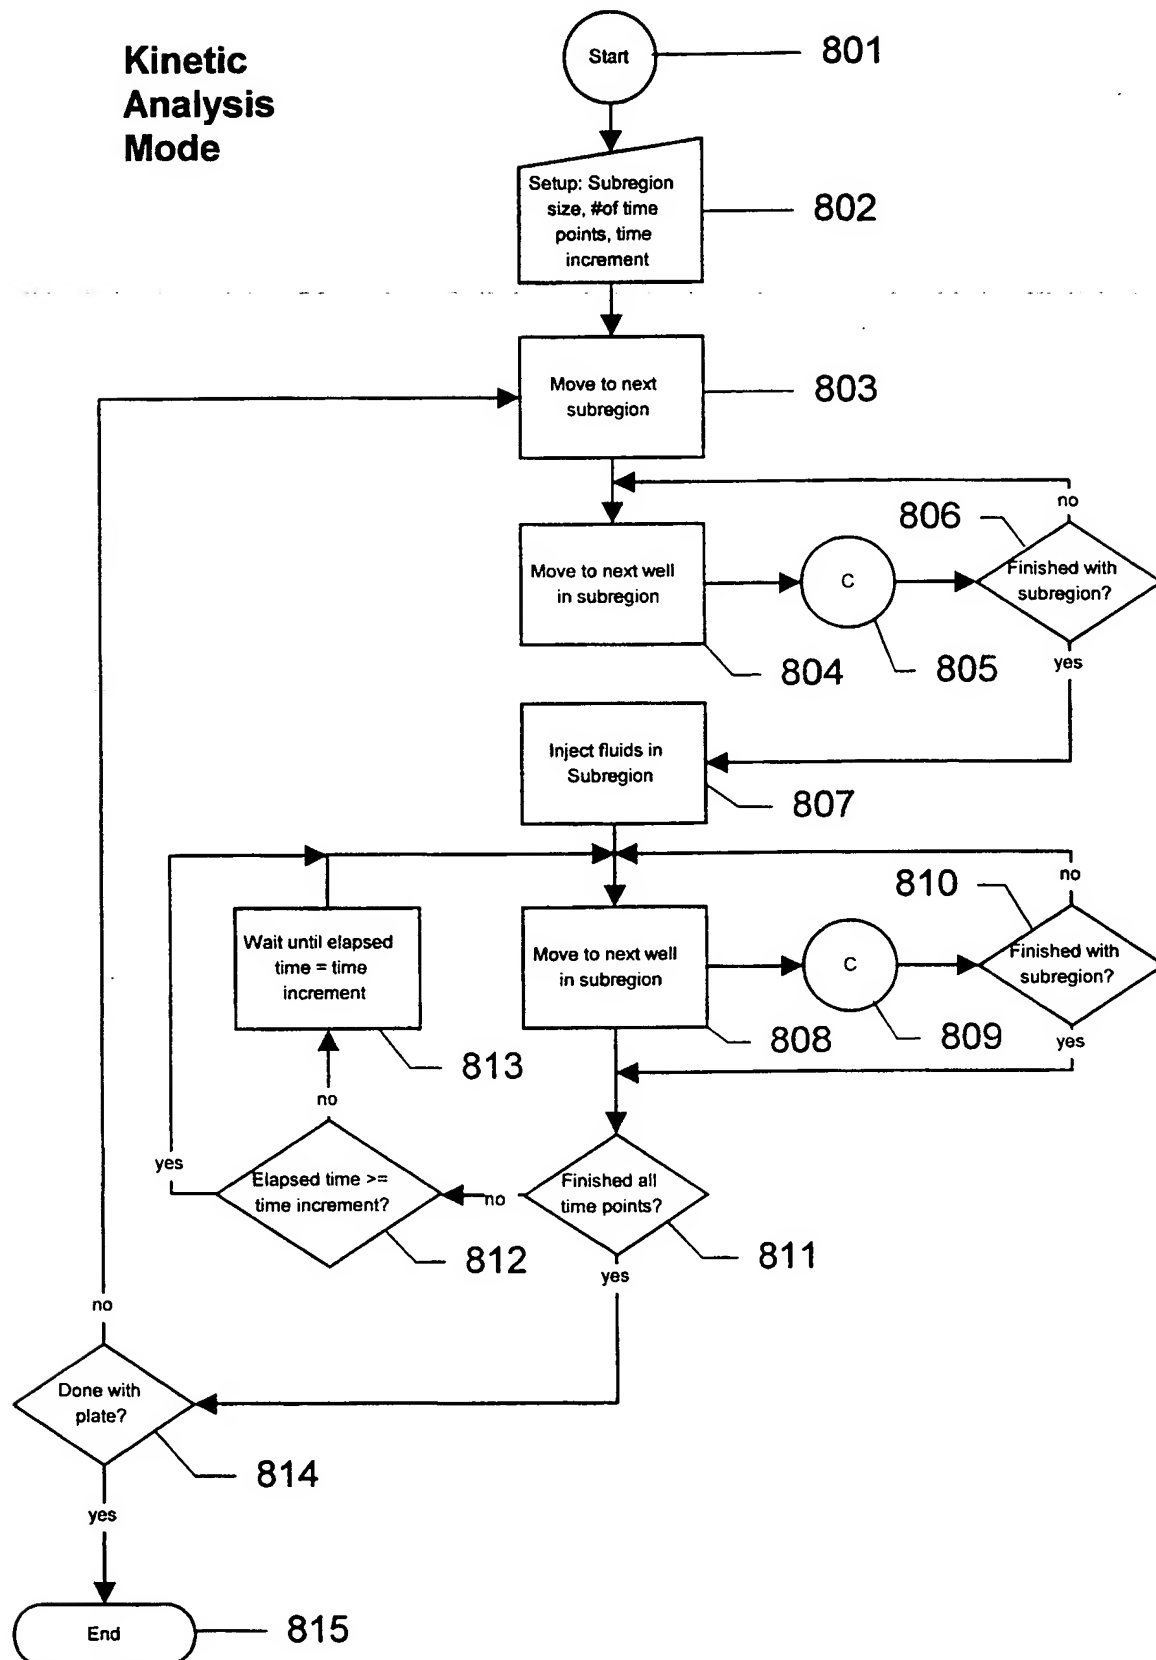 Kinetic
Analysis
Mode
Start
801
Setup: Subregion
size, #of time
points, time
increment
802
Move to next
subregion
803
no
806
Move to next well
in subregion
C
Finished with
subregion?
804
805
yes
Inject fluids in
Subregion
807
no
810
Wait until elapsed
time = time
increment
Move to next well
in subregion
C
Finished with
subregion?
813
808
809
yes
no
yes
Elapsed time >=
time increment?
no
Finished all
time points?
812
811
yes
no
Done with
plate?
814
yes
End
815